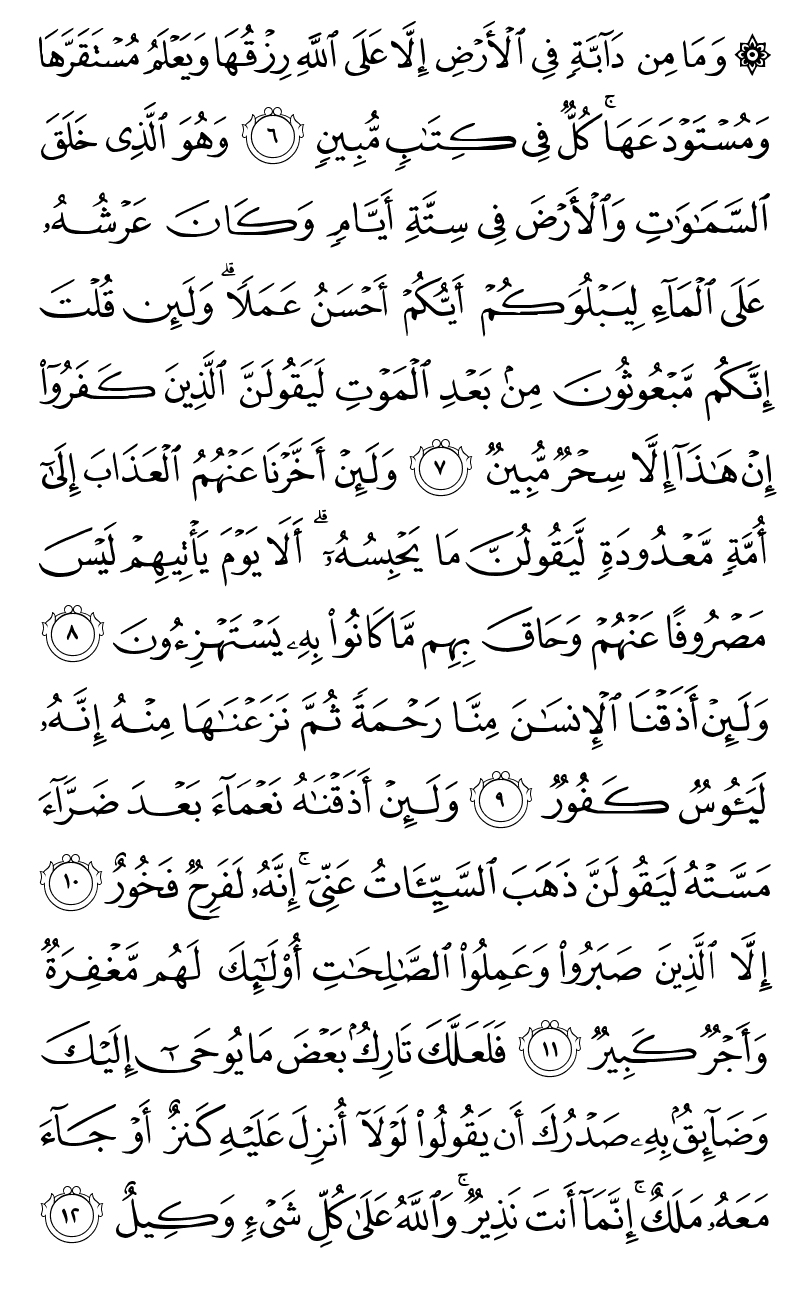 ۞ وَمَا مِن دَآبَّةٖ فِي ٱلۡأَرۡضِ إِلَّا عَلَى ٱللَّهِ رِزۡقُهَا وَيَعۡلَمُ مُسۡتَقَرَّهَا
وَمُسۡتَوۡدَعَهَاۚ كُلّٞ فِي كِتَٰبٖ مُّبِينٖ ٦ وَهُوَ ٱلَّذِي خَلَقَ
ٱلسَّمَٰوَٰتِ وَٱلۡأَرۡضَ فِي سِتَّةِ أَيَّامٖ وَكَانَ عَرۡشُهُۥ
عَلَى ٱلۡمَآءِ لِيَبۡلُوَكُمۡ أَيُّكُمۡ أَحۡسَنُ عَمَلٗاۗ وَلَئِن قُلۡتَ
إِنَّكُم مَّبۡعُوثُونَ مِنۢ بَعۡدِ ٱلۡمَوۡتِ لَيَقُولَنَّ ٱلَّذِينَ كَفَرُوٓاْ
إِنۡ هَٰذَآ إِلَّا سِحۡرٞ مُّبِينٞ ٧ وَلَئِنۡ أَخَّرۡنَا عَنۡهُمُ ٱلۡعَذَابَ إِلَىٰٓ
أُمَّةٖ مَّعۡدُودَةٖ لَّيَقُولُنَّ مَا يَحۡبِسُهُۥٓۗ أَلَا يَوۡمَ يَأۡتِيهِمۡ لَيۡسَ
مَصۡرُوفًا عَنۡهُمۡ وَحَاقَ بِهِم مَّا كَانُواْ بِهِۦ يَسۡتَهۡزِءُونَ ٨
وَلَئِنۡ أَذَقۡنَا ٱلۡإِنسَٰنَ مِنَّا رَحۡمَةٗ ثُمَّ نَزَعۡنَٰهَا مِنۡهُ إِنَّهُۥ
لَيَـُٔوسٞ كَفُورٞ ٩ وَلَئِنۡ أَذَقۡنَٰهُ نَعۡمَآءَ بَعۡدَ ضَرَّآءَ
مَسَّتۡهُ لَيَقُولَنَّ ذَهَبَ ٱلسَّيِّـَٔاتُ عَنِّيٓۚ إِنَّهُۥ لَفَرِحٞ فَخُورٌ ١٠
إِلَّا ٱلَّذِينَ صَبَرُواْ وَعَمِلُواْ ٱلصَّٰلِحَٰتِ أُوْلَٰٓئِكَ لَهُم مَّغۡفِرَةٞ
وَأَجۡرٞ كَبِيرٞ ١١ فَلَعَلَّكَ تَارِكُۢ بَعۡضَ مَا يُوحَىٰٓ إِلَيۡكَ
وَضَآئِقُۢ بِهِۦ صَدۡرُكَ أَن يَقُولُواْ لَوۡلَآ أُنزِلَ عَلَيۡهِ كَنزٌ أَوۡ جَآءَ
مَعَهُۥ مَلَكٌۚ إِنَّمَآ أَنتَ نَذِيرٞۚ وَٱللَّهُ عَلَىٰ كُلِّ شَيۡءٖ وَكِيلٌ ١٢